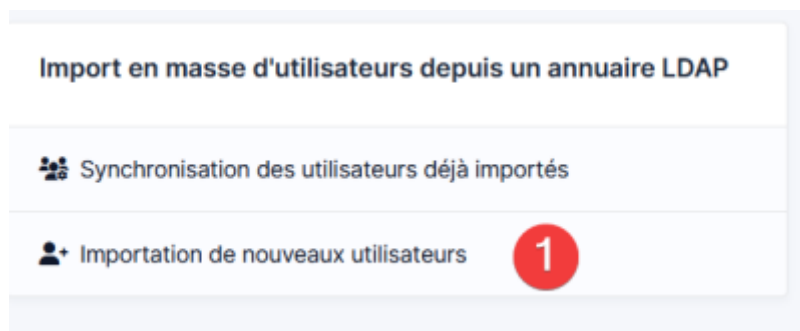 Import en masse d'utilisateurs depuis un annuaire LDAP
Synchronisation des utilisateurs déjà importés
Importation de nouveaux utilisateurs 1